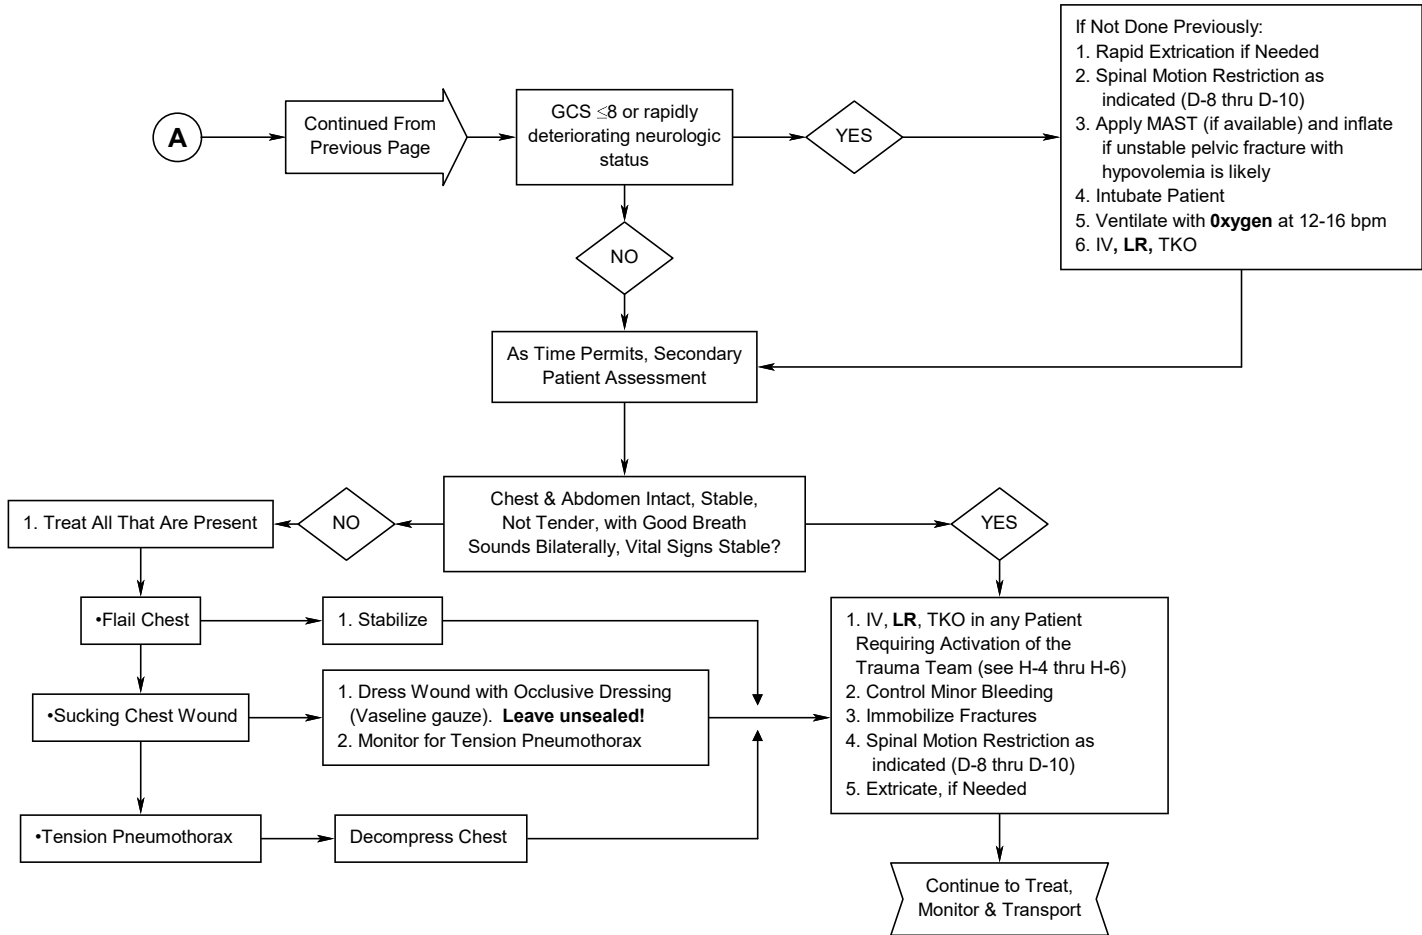 A
Continued From
Previous Page
GCS ≤8 or rapidly
deteriorating neurologic
status
YES
If Not Done Previously:
1. Rapid Extrication if Needed
2. Spinal Motion Restriction as
indicated (D-8 thru D-10)
3. Apply MAST (if available) and inflate
if unstable pelvic fracture with
hypovolemia is likely
4. Intubate Patient
5. Ventilate with 0xygen at 12-16 bpm
6. IV, LR, TKO
NO
As Time Permits, Secondary
Patient Assessment
Chest & Abdomen Intact, Stable,
Not Tender, with Good Breath
Sounds Bilaterally, Vital Signs Stable?
NO
1. Treat All That Are Present
YES
•Flail Chest
1. Stabilize
•Sucking Chest Wound
1. Dress Wound with Occlusive Dressing
(Vaseline gauze). Leave unsealed!
2. Monitor for Tension Pneumothorax
•Tension Pneumothorax
Decompress Chest
1. IV, LR, TKO in any Patient
Requiring Activation of the
Trauma Team (see H-4 thru H-6)
2. Control Minor Bleeding
3. Immobilize Fractures
4. Spinal Motion Restriction as
indicated (D-8 thru D-10)
5. Extricate, if Needed
Continue to Treat,
Monitor & Transport